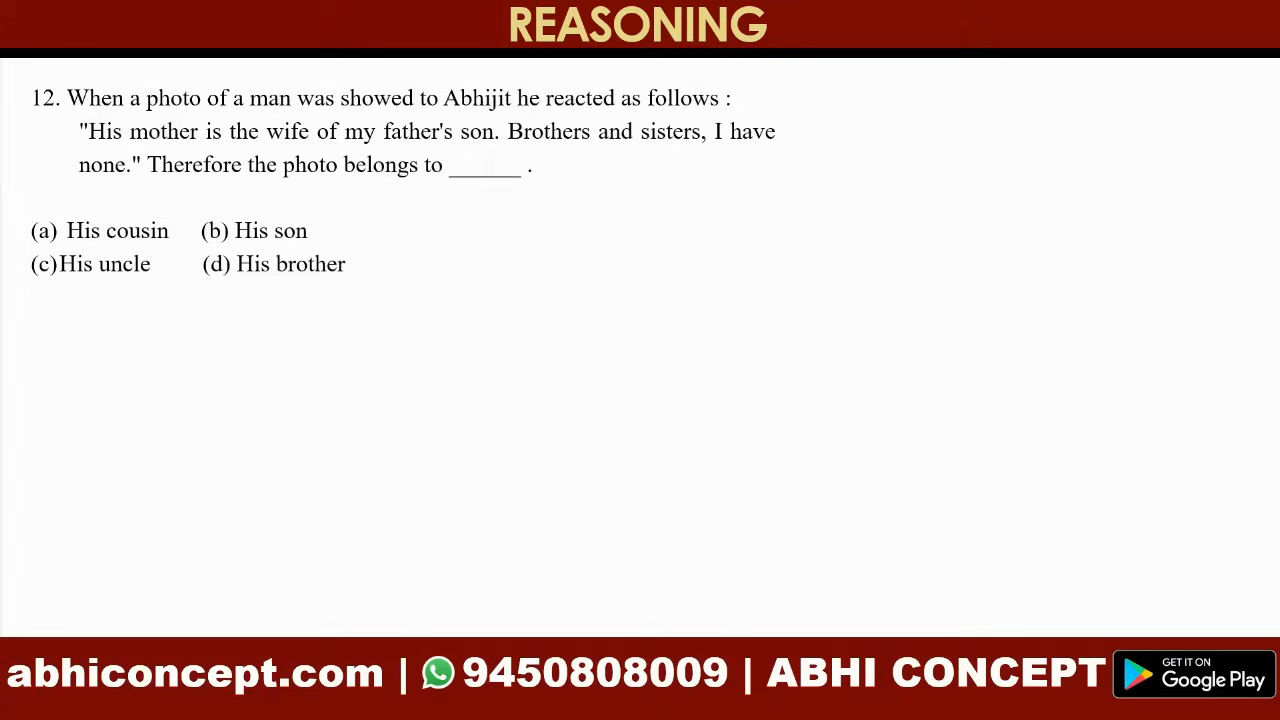 REASONING
12. When a photo of a man was showed to Abhijit he reacted as follows :
"His mother is the wife of my father's son. Brothers and sisters, I have
none." Therefore the photo belongs to ______ .
(a) His cousin (b) His son
(c)His uncle (d) His brother
abhiconcept.com | 9450808009 | ABHI CONCEPT
GET IT ON
Google Play